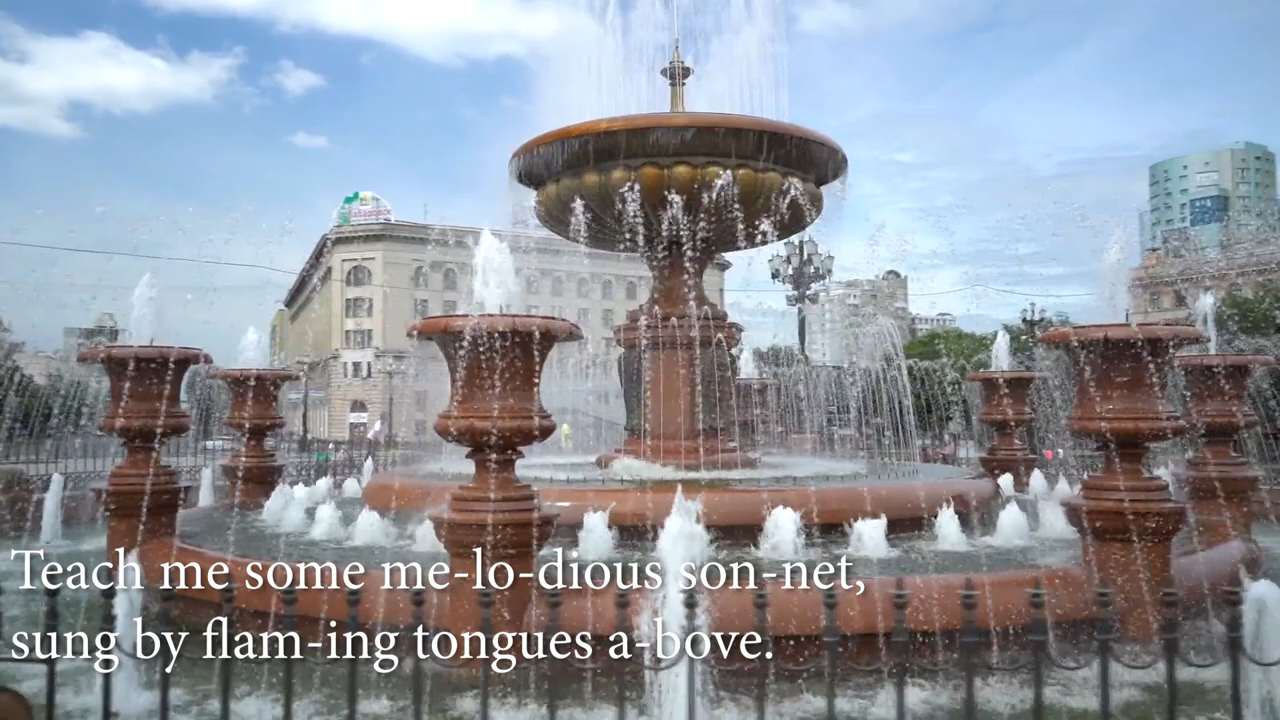 Teach me some me-lo-dious son-net,
sung by flam-ing tongues a-bove.